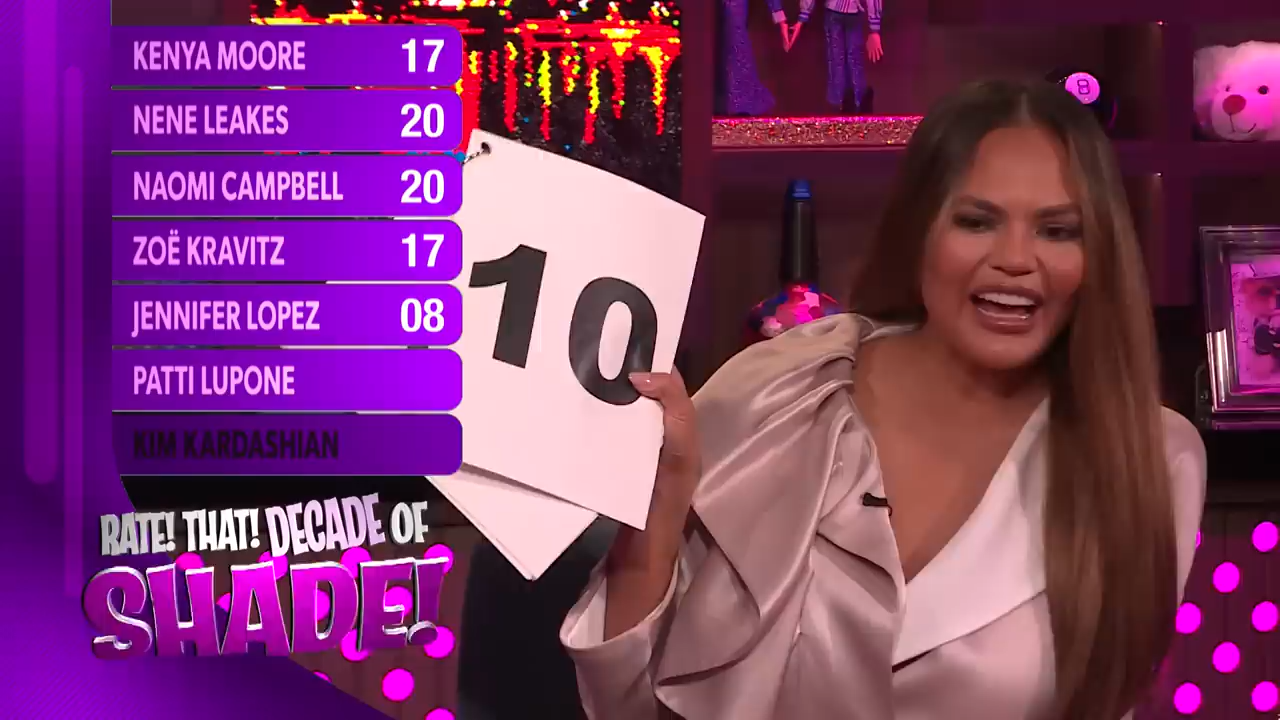 KENYA MOORE 17
NENE LEAKES 20
NAOMI CAMPBELL 20
ZOË KRAVITZ 17
JENNIFER LOPEZ 08
PATTI LUPONE
KIM KARDASHIAN
RATE! THAT! DECADE OF
SHADE!
10
8